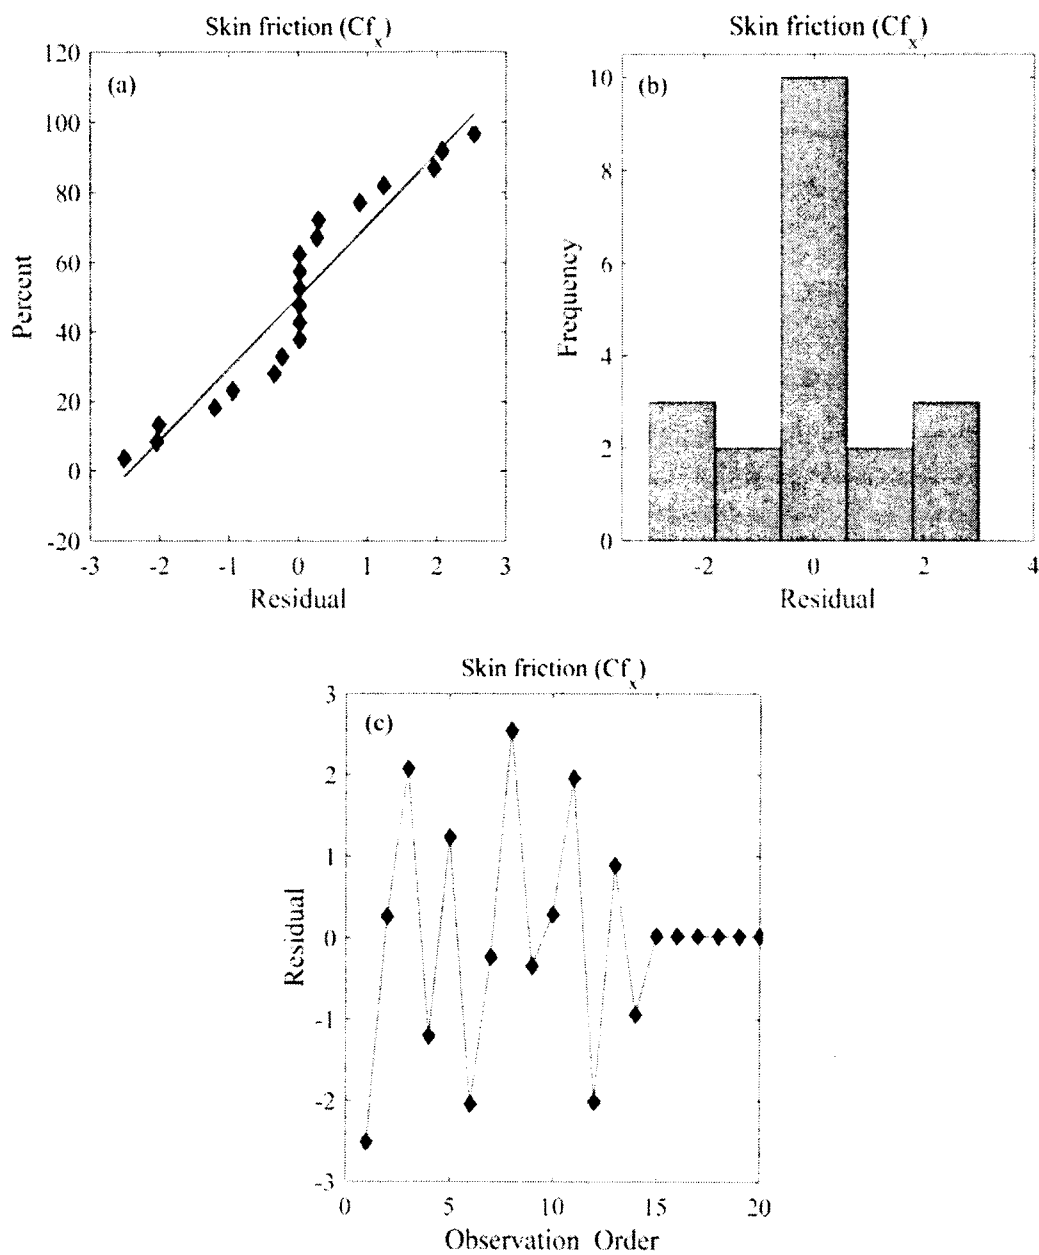 Skin friction (Cf_x)
(a)
120
100
80
60
40
20
0
-20
Percent
-3 -2 -1 0 1 2 3
Residual
Skin friction (Cf_x)
(b)
10
8
6
4
2
0
Frequency
-2 0 2 4
Residual
Skin friction (Cf_x)
(c)
3
2
1
0
-1
-2
-3
Residual
0 5 10 15 20
Observation Order